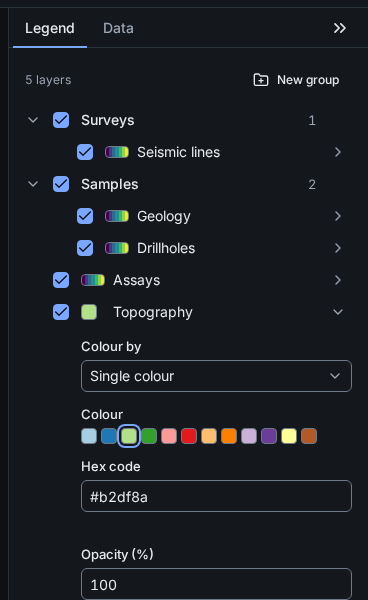 Legend Data
5 layers New group
Surveys 1
Seismic lines
Samples 2
Geology
Drillholes
Assays
Topography
Colour by
Single colour
Colour
Hex code
#b2df8a
Opacity (%)
100